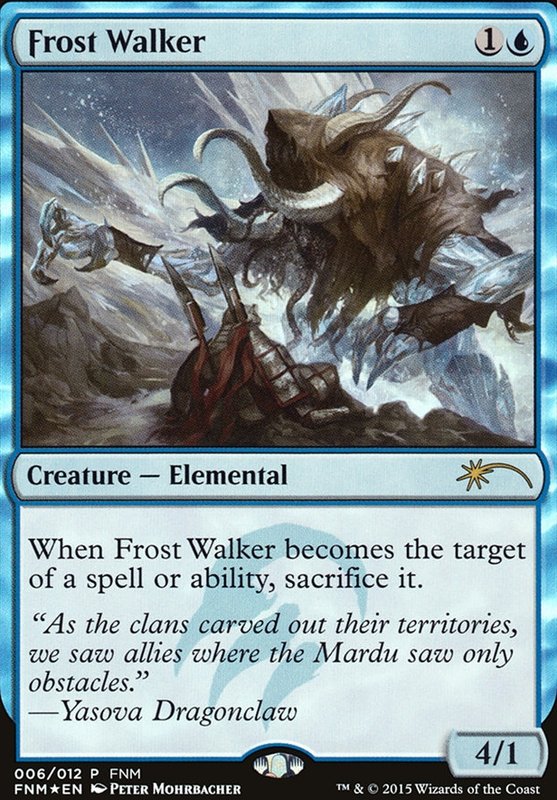 Frost Walker 1
Creature — Elemental
When Frost Walker becomes the target
of a spell or ability, sacrifice it.
“As the clans carved out their territories,
we saw allies where the Mardu saw only
obstacles.”
—Yasova Dragonclaw
4/1
006/012 P FNM
FNM★EN Peter Mohrbacher
™ & © 2015 Wizards of the Coast